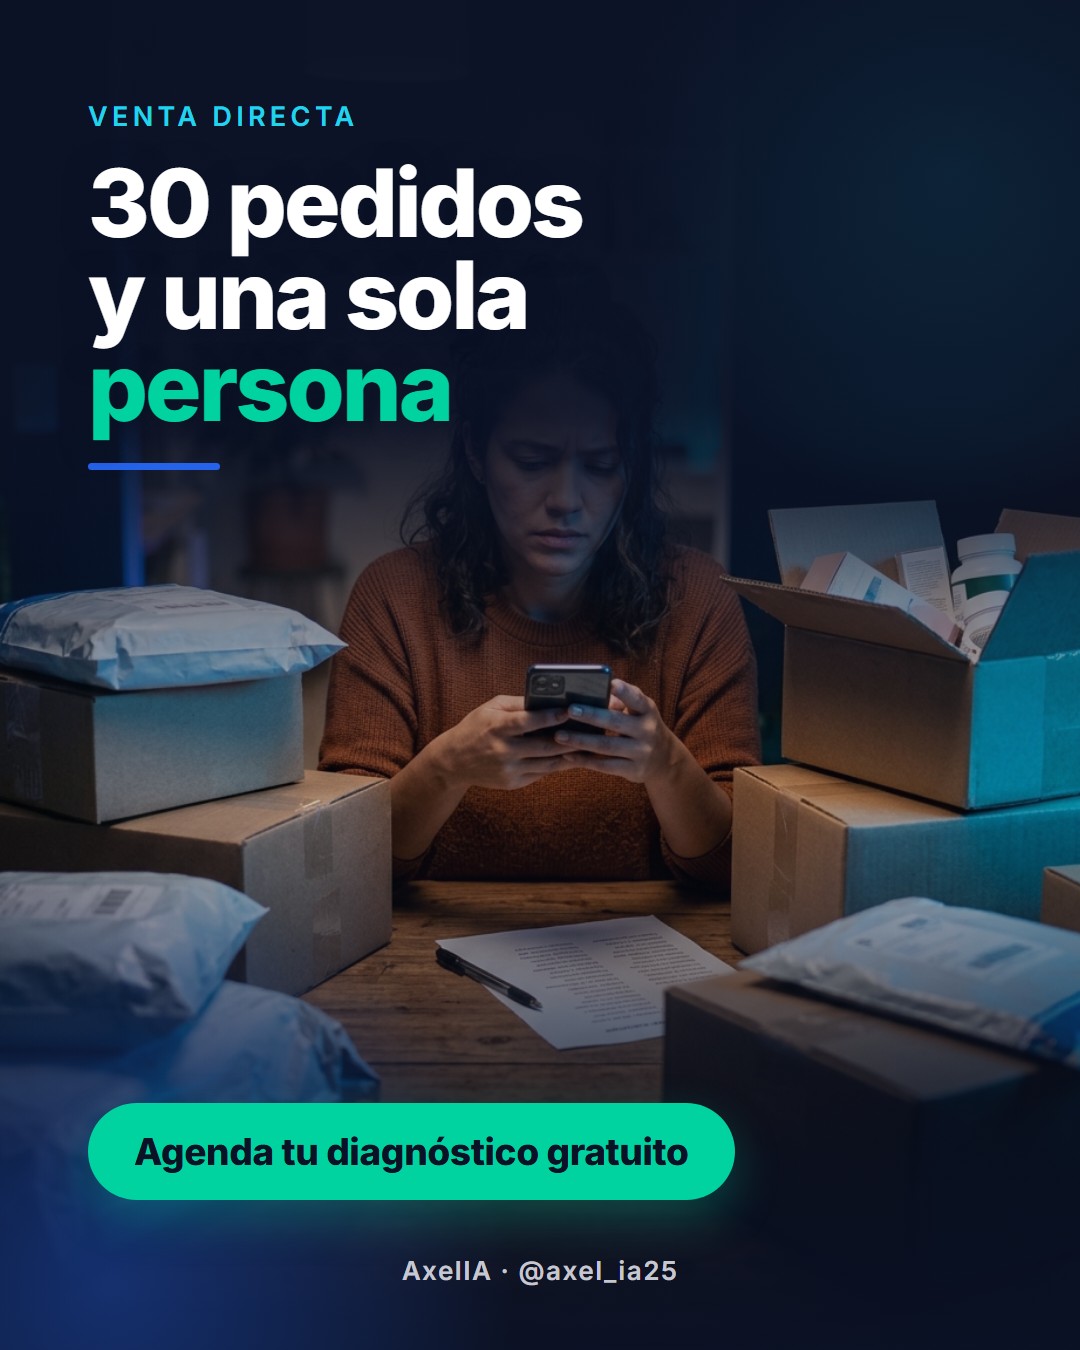 VENTA DIRECTA
30 pedidos
y una sola
persona
Agenda tu diagnóstico gratuito
AxelIA · @axel_ia25